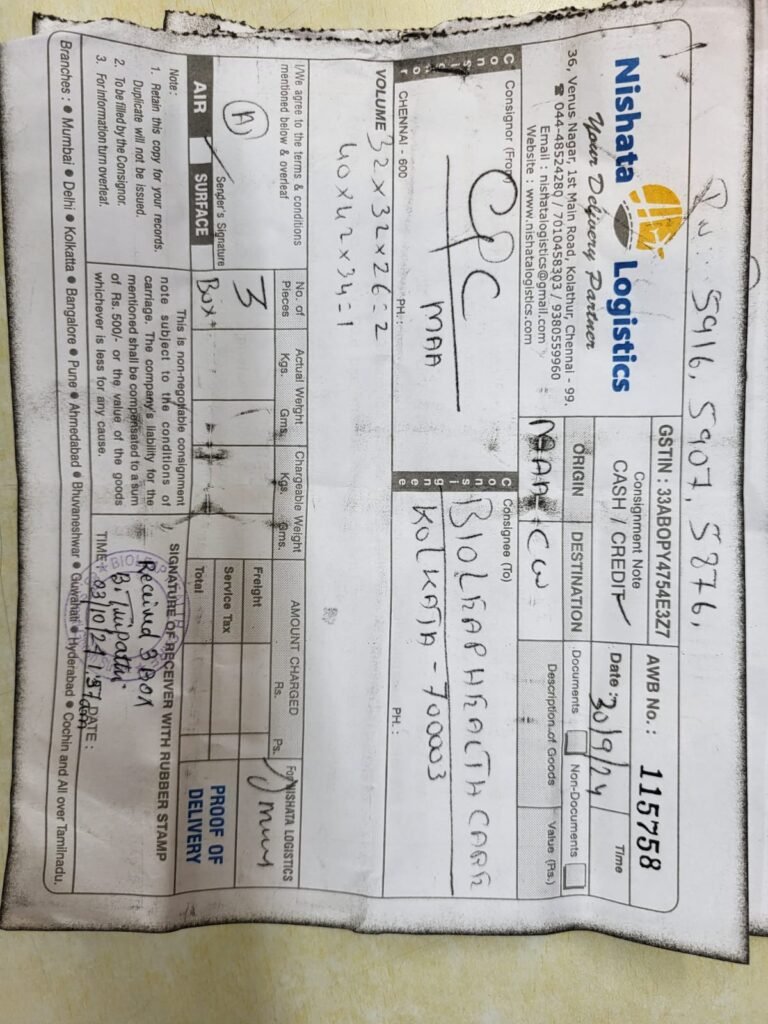 5916, 5907, 5876,
Nishata Logistics
Your Delivery Partner
36, Venus Nagar, 1st Main Road, Kolathur, Chennai - 99.
☎ 044-48524280 / 7010458303 / 9380559960
Email : nishatalogistics@gmail.com
Website : www.nishatalogistics.com
GSTIN : 33ABOPY4754E3Z7
Consignment Note
CASH / CREDIT
AWB No. : 115758
Date : 30/9/24
Time
ORIGIN
DESTINATION
MAA
CCU
Documents
Non-Documents
Description of Goods
Value (Rs.)
Consignor
Consignor (From)
CPC
MAA
CHENNAI - 600
PH. :
Consignee
Consignee (To)
HEALTH CARE
KOLKATA - 700003
PH. :
VOLUME 32 x 32 x 26 = 2
40 x 42 x 34 = 1
I/We agree to the terms & conditions
mentioned below & overleaf
Sender's Signature
AIR
SURFACE
No. of
Pieces
3
BOX
Actual Weight
Kgs.
Gms.
Chargeable Weight
Kgs.
Gms.
AMOUNT CHARGED
Rs.
Ps.
Freight
Service Tax
Total
For NISHATA LOGISTICS
PROOF OF
DELIVERY
Note :
1. Retain this copy for your records.
Duplicate will not be issued.
2. To be filled by the Consignor.
3. For information turn overleaf.
This is non-negotiable consignment
note subject to the conditions of
carriage. The company's liability for the
mentioned shall be compensated to a sum
of Rs. 500/- or the value of the goods
whichever is less for any cause.
SIGNATURE OF RECEIVER WITH RUBBER STAMP
Received 3 BOX
B. Tirupathi
03/10/24
TIME :
DATE :
Branches : ● Mumbai ● Delhi ● Kolkatta ● Bangalore ● Pune ● Ahmedabad ● Bhuvaneshwar ● Guwahati ● Hyderabad ● Cochin and All over Tamilnadu.